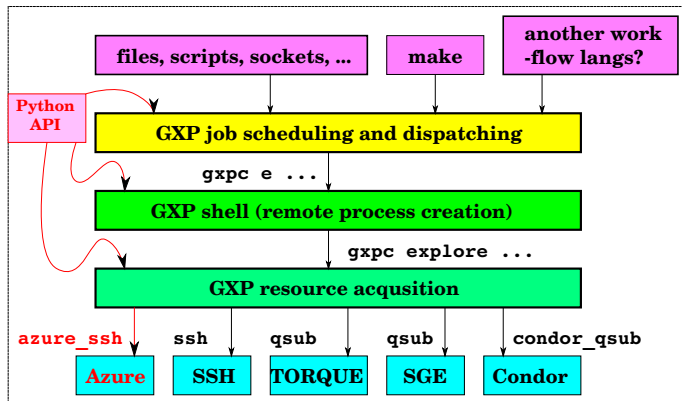 files, scripts, sockets, ...
make
another work
-flow langs?
Python
API
GXP job scheduling and dispatching
gxpc e ...
GXP shell (remote process creation)
gxpc explore ...
GXP resource acqusition
azure_ssh
ssh
qsub
qsub
condor_qsub
Azure
SSH
TORQUE
SGE
Condor